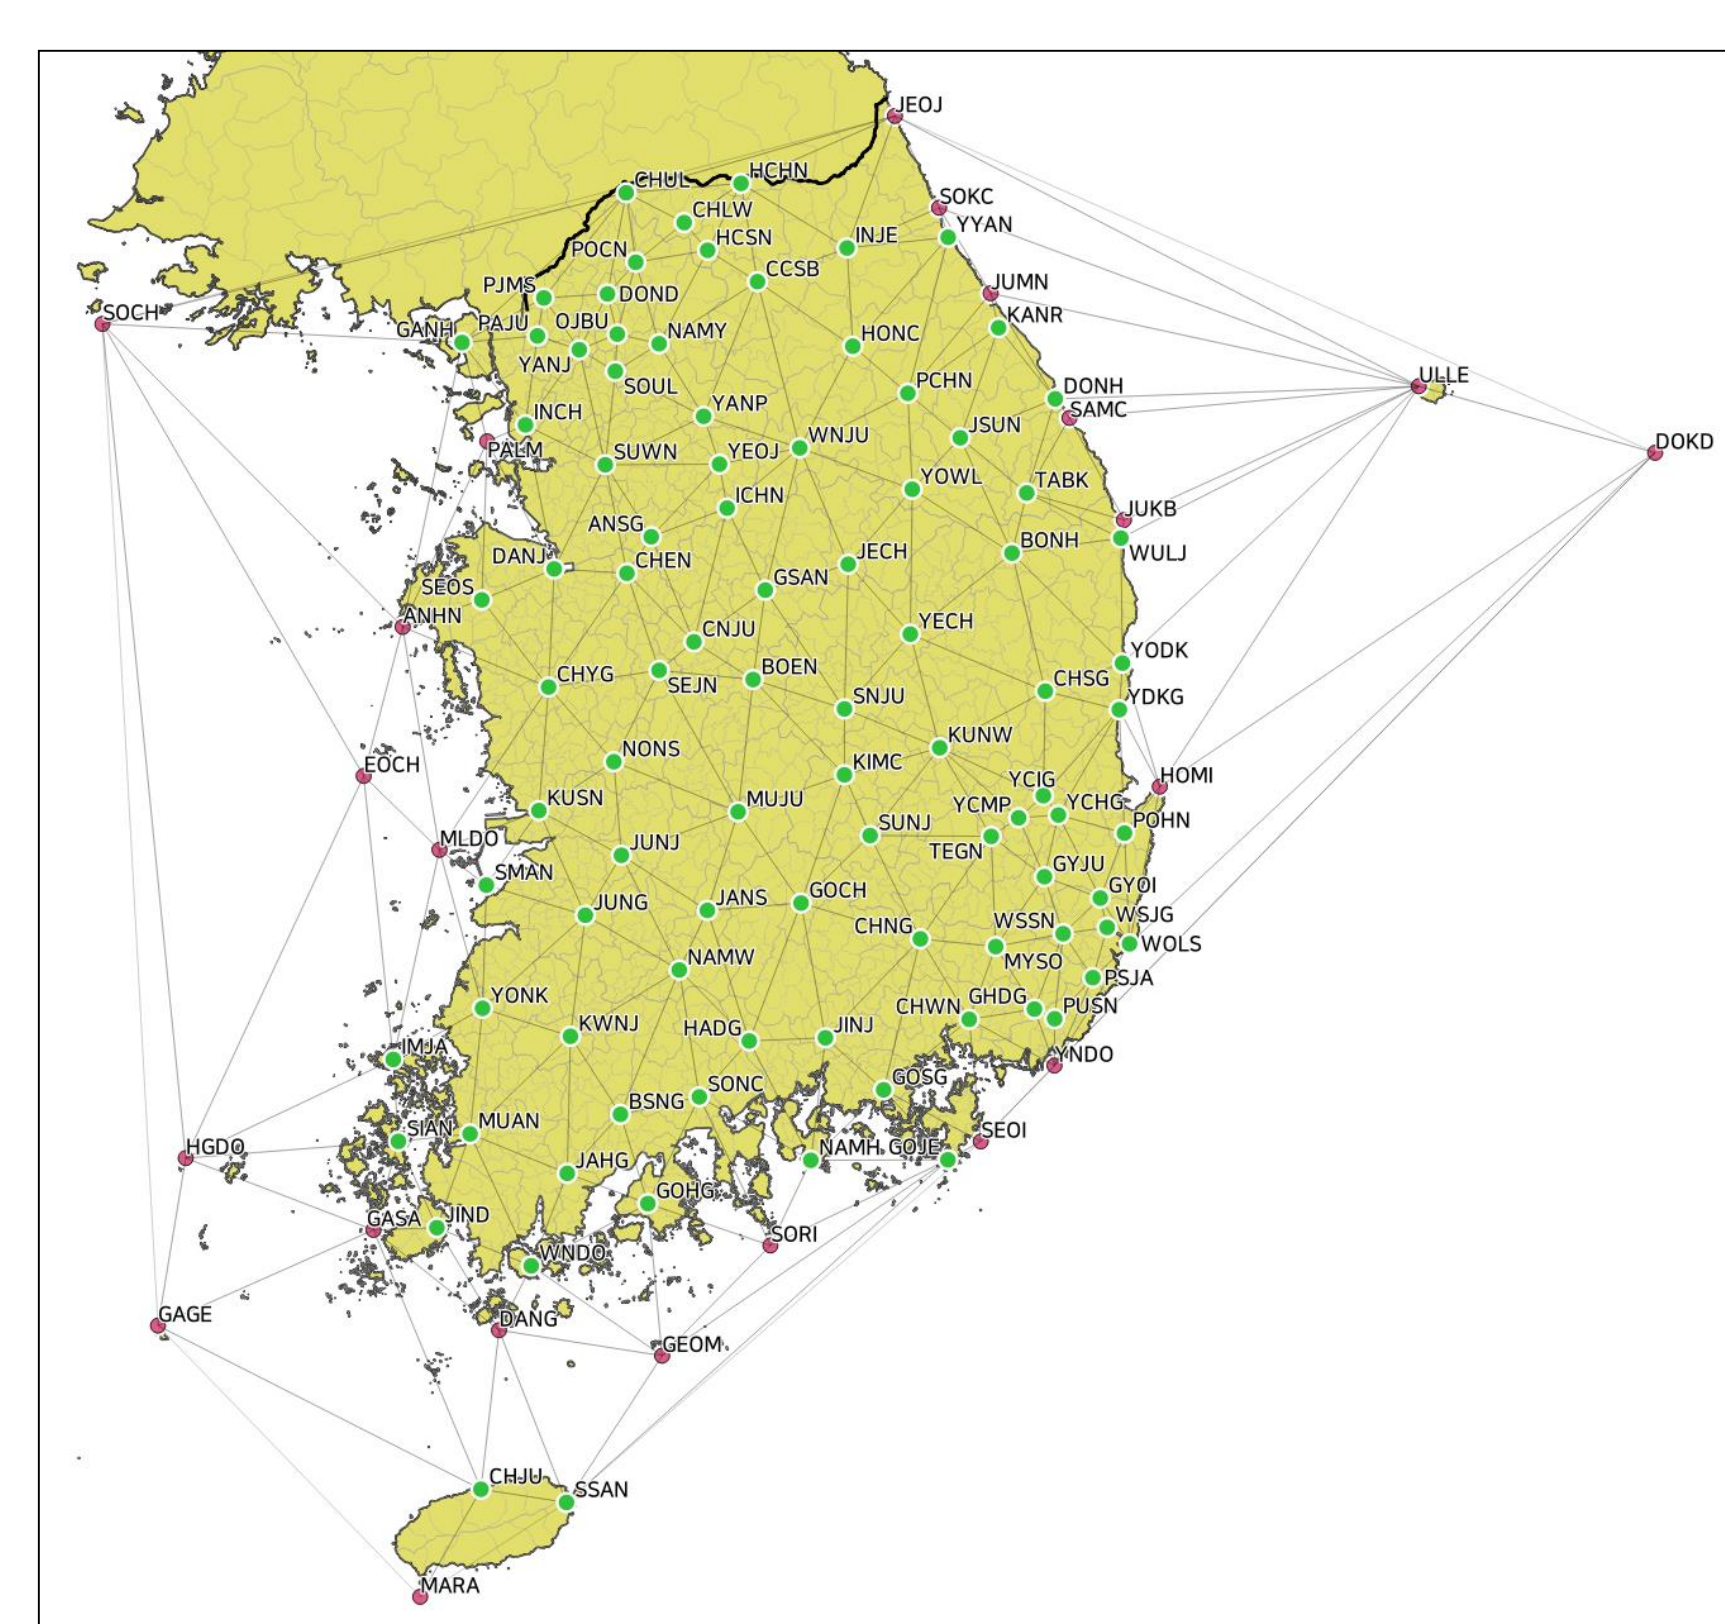 JEOJ
HCHN
CHUL
SOKC
CHLW
YYAN
INJE
HCSN
POCN
CCSB
JUMN
PJMS
DOND
SOCH
KANR
PAJU
OJBU
GANH
NAMY
HONC
YANJ
ULLE
PCHN
SOUL
DONH
YANP
SAMC
INCH
JSUN
WNJU
DOKD
PALM
SUWN
YEOJ
YOWL
TABK
ICHN
JUKB
ANSG
BONH
JECH
WULJ
DANJ
CHEN
GSAN
SEOS
ANHN
YECH
CNJU
YODK
BOEN
CHYG
CHSG
SEJN
SNJU
YDKG
KUNW
NONS
KIMC
EOCH
HOMI
YCIG
KUSN
MUJU
YCMP
YCHG
SUNJ
POHN
MLDO
JUNJ
TEGN
GYJU
SMAN
GYOI
GOCH
JANS
JUNG
WSJG
WSSN
CHNG
WOLS
NAMW
MYSO
PSJA
YONK
GHDG
CHWN
PUSN
KWNJ
HADG
JINJ
IMJA
YNDO
GOSG
SONC
BSNG
MUAN
SIAN
SEOI
HGDO
NAMH
GOJE
JAHG
GOHG
GASA
JIND
SORI
WNDO
GAGE
DANG
GEOM
CHJU
SSAN
MARA